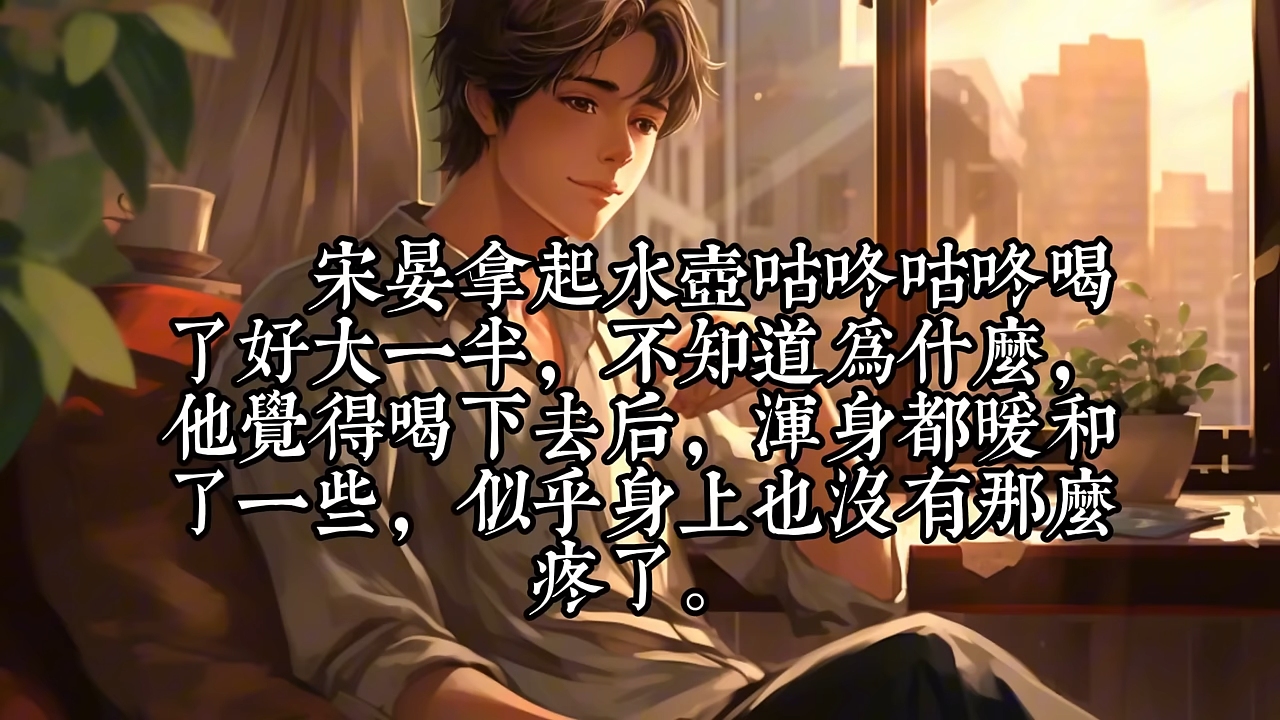 宋晏拿起水壺咕咚咕咚喝
了好大一半，不知道爲什麼，
他覺得喝下去后，渾身都暖和
了一些，似乎身上也沒有那麼
疼了。